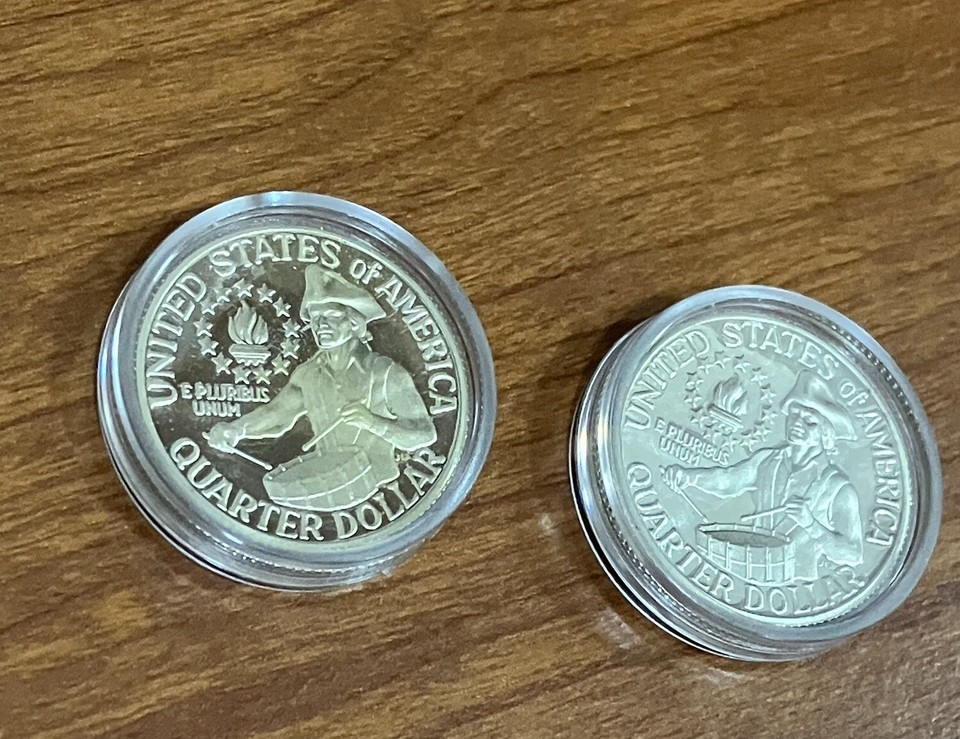 UNITED STATES of AMERICA
E PLURIBUS
UNUM
QUARTER DOLLAR
UNITED STATES of AMERICA
E PLURIBUS
UNUM
QUARTER DOLLAR